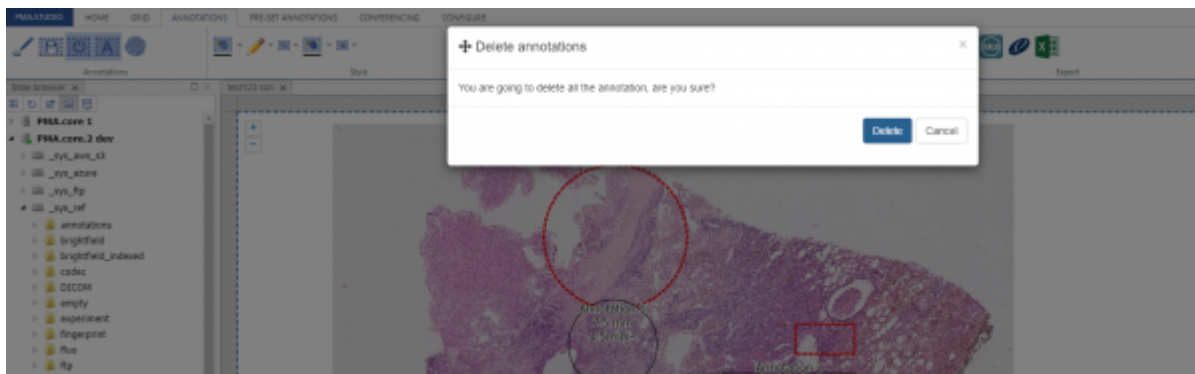 PMA.STUDIO HOME GRID ANNOTATIONS PRE-SET ANNOTATIONS CONFERENCING CONFIGURE
Delete annotations
You are going to delete all the annotation, are you sure?
Delete Cancel
Annotations Style Export
Slide browser
PMA.core 1
PMA.core.2 dev
_sys_aws_s3
_sys_azure
_sys_ftp
_sys_ref
annotations
brightfield
brightfield_indexed
codec
DICOM
empty
experiment
fingerprint
fluo
ftp